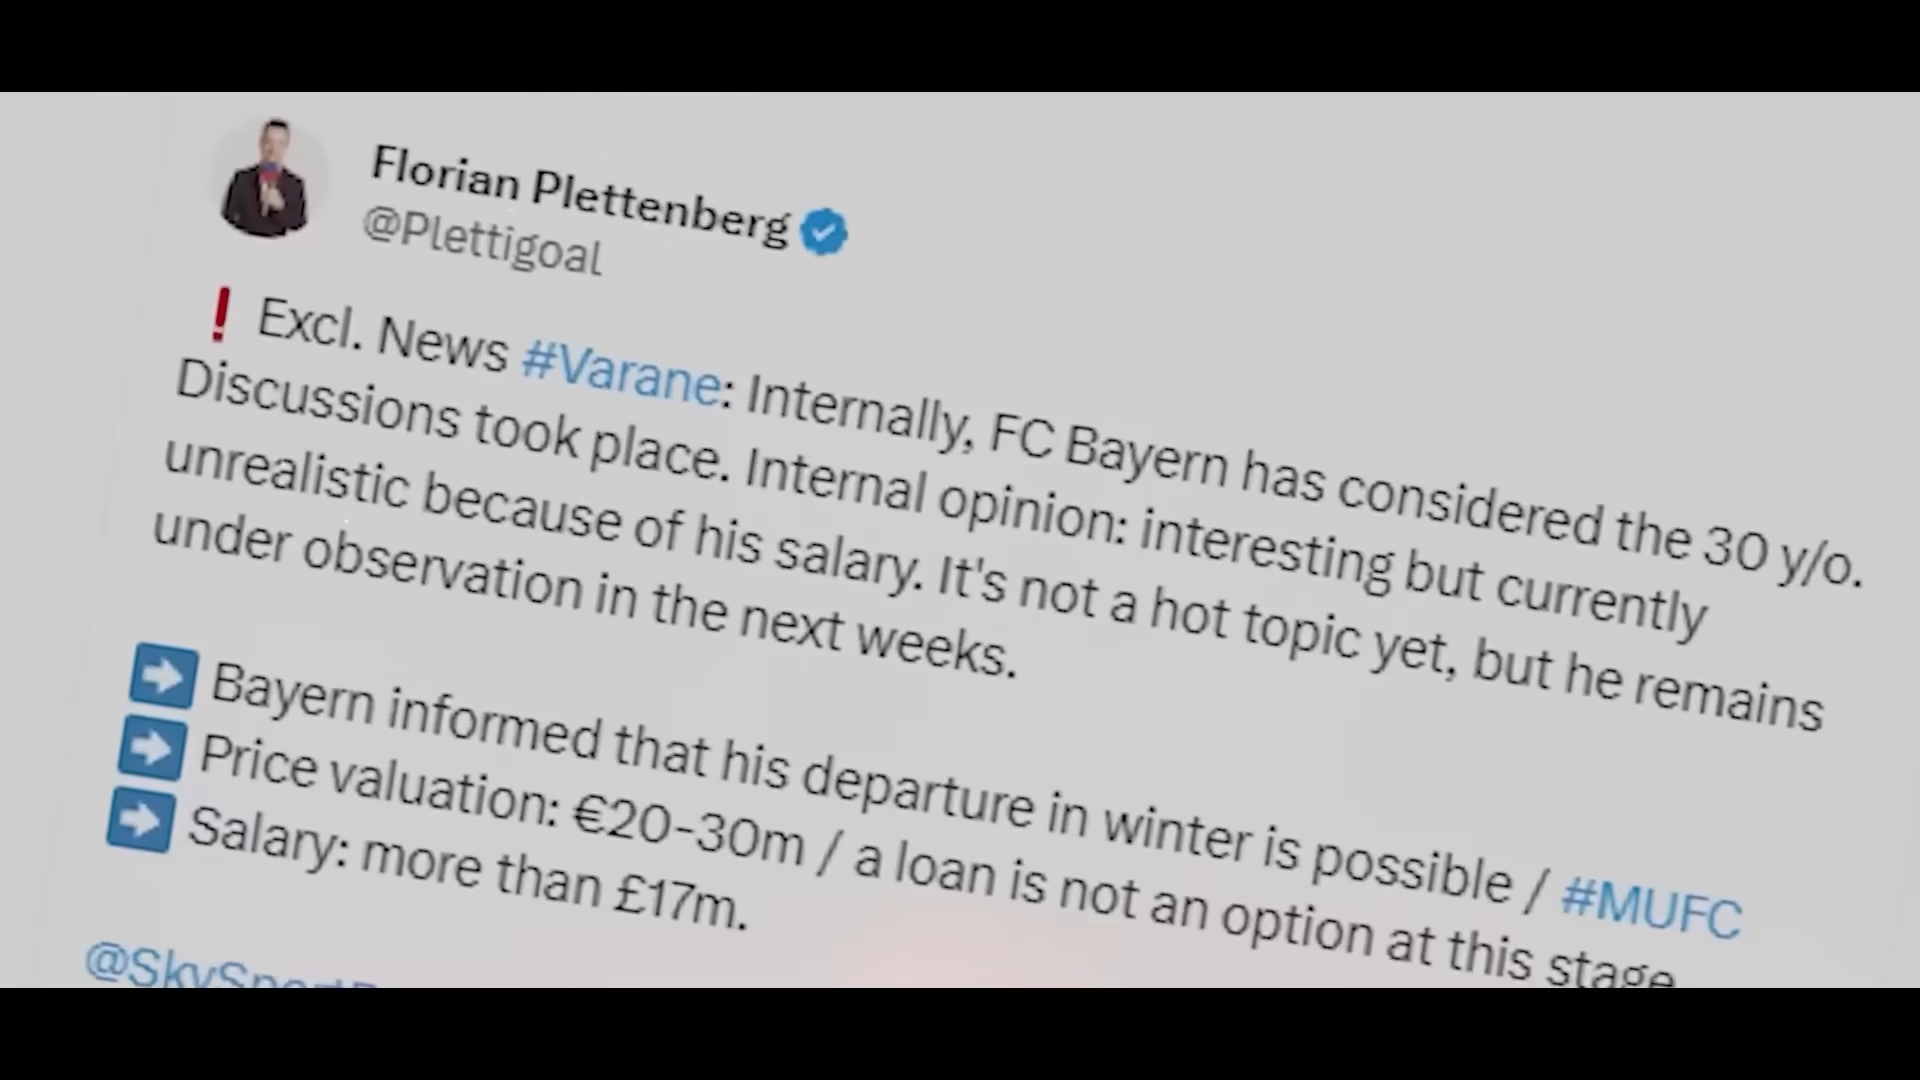 Florian Plettenberg
@Plettigoal
❗ Excl. News #Varane: Internally, FC Bayern has considered the 30 y/o.
Discussions took place. Internal opinion: interesting but currently
unrealistic because of his salary. It's not a hot topic yet, but he remains
under observation in the next weeks.
➡️ Bayern informed that his departure in winter is possible / #MUFC
➡️ Price valuation: €20-30m / a loan is not an option at this stage
➡️ Salary: more than £17m.